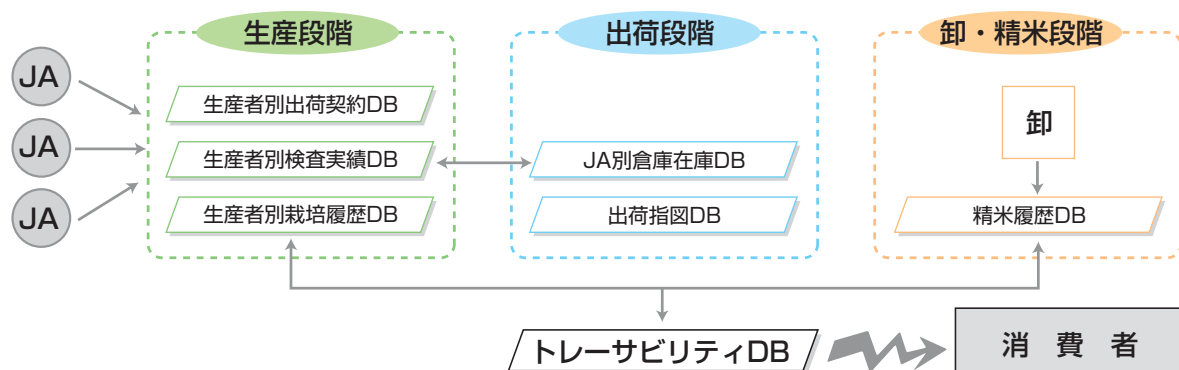 生産段階
出荷段階
卸・精米段階
JA
JA
JA
生産者別出荷契約DB
生産者別検査実績DB
生産者別栽培履歴DB
JA別倉庫在庫DB
出荷指図DB
卸
精米履歴DB
トレーサビリティDB
消費者